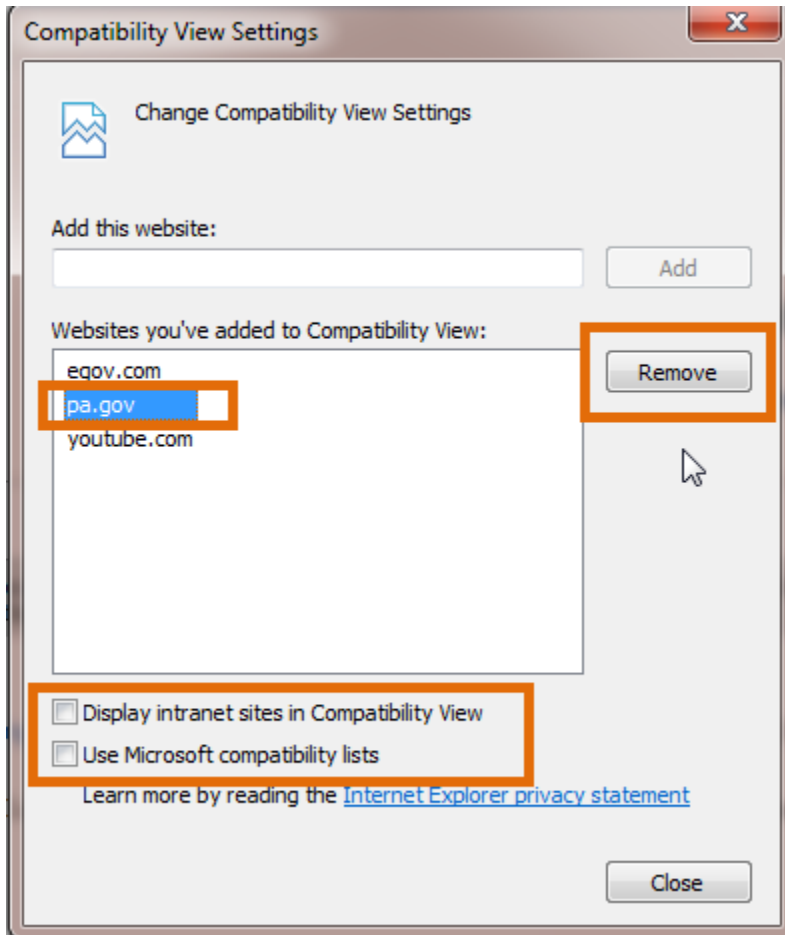 Compatibility View Settings
Change Compatibility View Settings
Add this website:
Add
Websites you've added to Compatibility View:
egov.com
Remove
pa.gov
youtube.com
Display intranet sites in Compatibility View
Use Microsoft compatibility lists
Learn more by reading the Internet Explorer privacy statement
Close